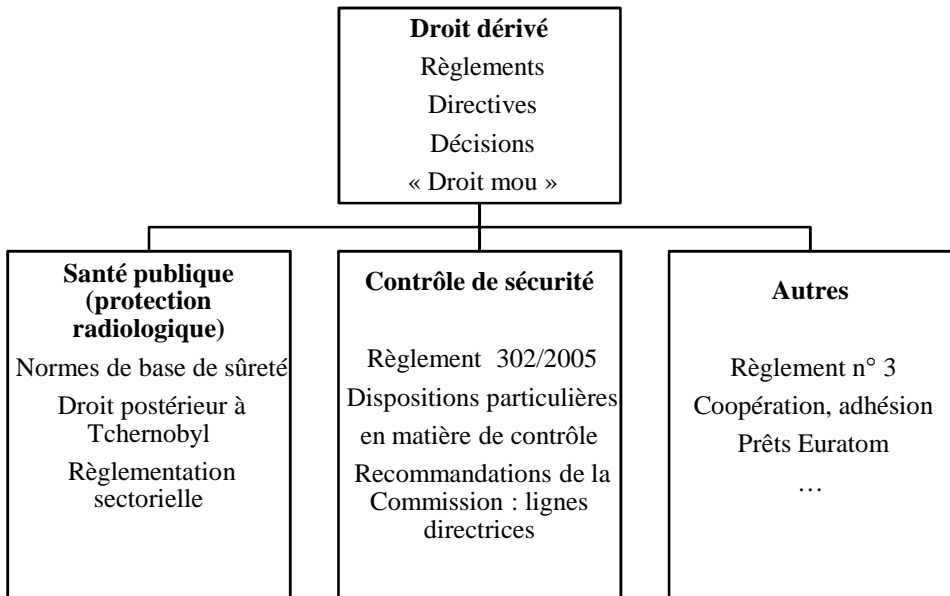 Droit dérivé
Règlements
Directives
Décisions
« Droit mou »
Santé publique
(protection
radiologique)
Normes de base de sûreté
Droit postérieur à
Tchernobyl
Règlementation
sectorielle
Contrôle de sécurité
Règlement 302/2005
Dispositions particulières
en matière de contrôle
Recommandations de la
Commission : lignes
directrices
Autres
Règlement n° 3
Coopération, adhésion
Prêts Euratom
…